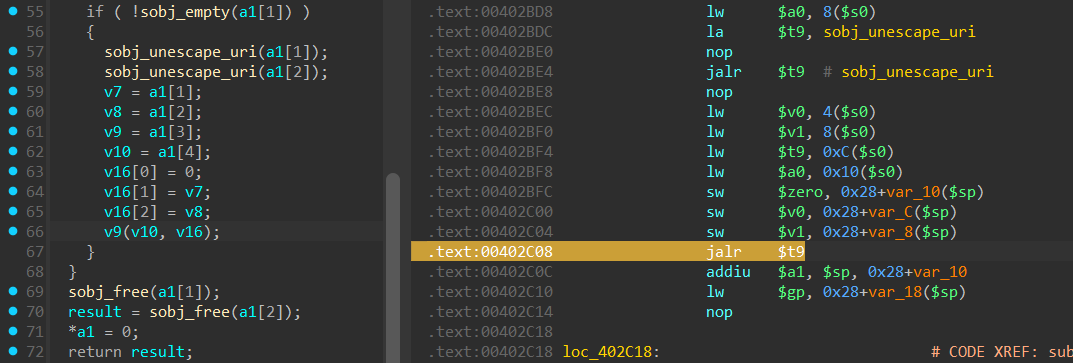 55 if ( !sobj_empty(a1[1]) )
56 {
57 sobj_unescape_uri(a1[1]);
58 sobj_unescape_uri(a1[2]);
59 v7 = a1[1];
60 v8 = a1[2];
61 v9 = a1[3];
62 v10 = a1[4];
63 v16[0] = 0;
64 v16[1] = v7;
65 v16[2] = v8;
66 v9(v10, v16);
67 }
68 }
69 sobj_free(a1[1]);
70 result = sobj_free(a1[2]);
71 *a1 = 0;
72 return result;
.text:00402BD8 lw $a0, 8($s0)
.text:00402BDC la $t9, sobj_unescape_uri
.text:00402BE0 nop
.text:00402BE4 jalr $t9 # sobj_unescape_uri
.text:00402BE8 nop
.text:00402BEC lw $v0, 4($s0)
.text:00402BF0 lw $v1, 8($s0)
.text:00402BF4 lw $t9, 0xC($s0)
.text:00402BF8 lw $a0, 0x10($s0)
.text:00402BFC sw $zero, 0x28+var_10($sp)
.text:00402C00 sw $v0, 0x28+var_C($sp)
.text:00402C04 sw $v1, 0x28+var_8($sp)
.text:00402C08 jalr $t9
.text:00402C0C addiu $a1, $sp, 0x28+var_10
.text:00402C10 lw $gp, 0x28+var_18($sp)
.text:00402C14 nop
.text:00402C18
.text:00402C18 loc_402C18: # CODE XREF: sub